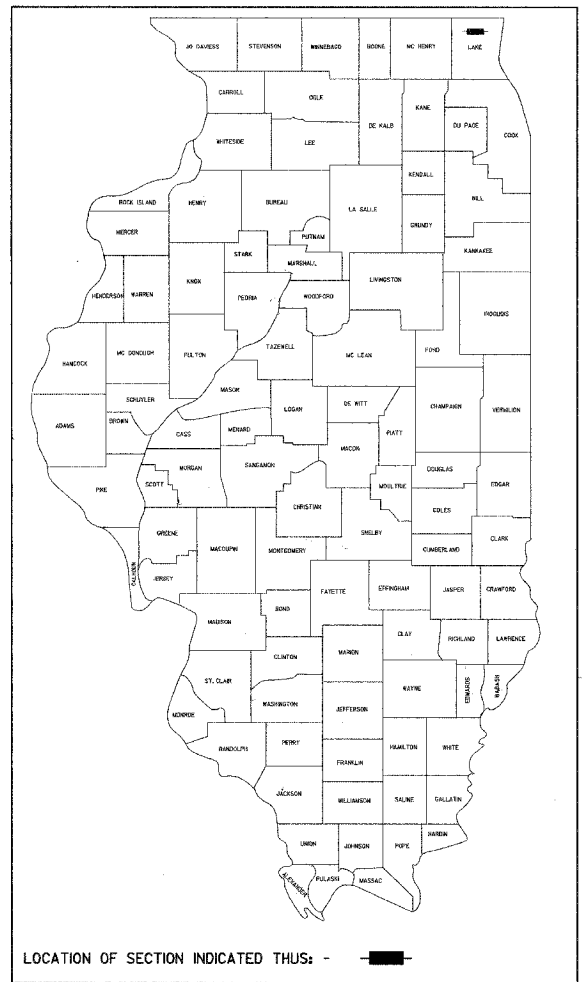 JO DAVIESS STEVENSON WINNEBAGO BOONE MC HENRY LAKE
CARROLL OGLE DE KALB KANE DU PAGE COOK
WHITESIDE LEE KENDALL WILL
ROCK ISLAND HENRY BUREAU LA SALLE GRUNDY
MERCER PUTNAM KANKAKEE
STARK MARSHALL LIVINGSTON
HENDERSON WARREN KNOX PEORIA WOODFORD IROQUOIS
HANCOCK MC DONOUGH FULTON TAZEWELL MC LEAN FORD
SCHUYLER MASON LOGAN DE WITT CHAMPAIGN VERMILION
ADAMS BROWN CASS MENARD PIATT
MACON
MORGAN SANGAMON DOUGLAS
PIKE SCOTT CHRISTIAN MOULTRIE COLES EDGAR
GREENE MACOUPIN MONTGOMERY SHELBY CUMBERLAND CLARK
CALHOUN JERSEY FAYETTE EFFINGHAM JASPER CRAWFORD
MADISON BOND CLAY RICHLAND LAWRENCE
CLINTON MARION
ST. CLAIR WAYNE EDWARDS WABASH
MONROE WASHINGTON JEFFERSON
RANDOLPH PERRY HAMILTON WHITE
FRANKLIN
JACKSON WILLIAMSON SALINE GALLATIN
UNION JOHNSON POPE HARDIN
ALEXANDER PULASKI MASSAC
LOCATION OF SECTION INDICATED THUS: -